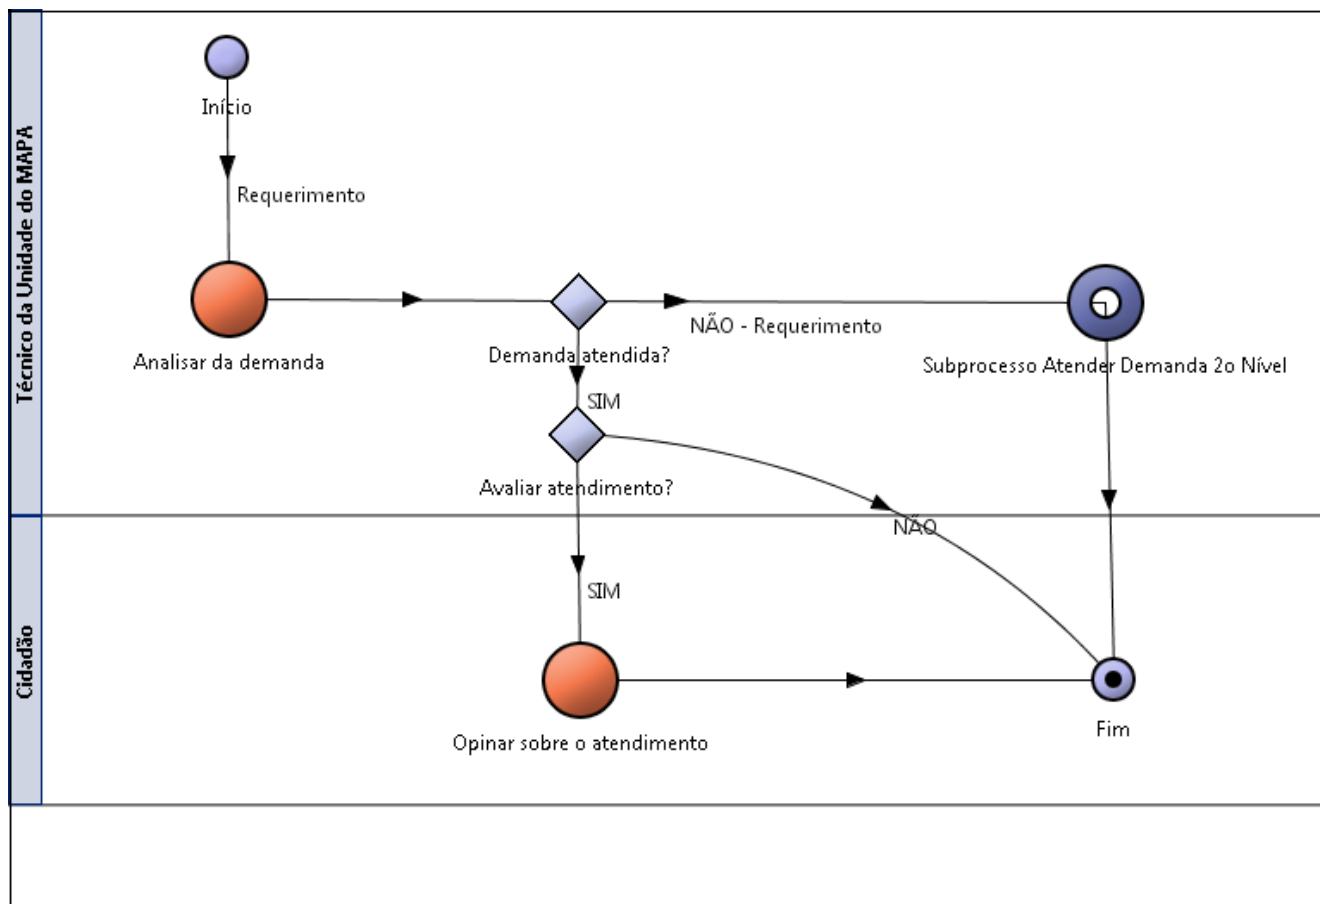 Técnico da Unidade do MAPA
Início
Requerimento
Analisar da demanda
Demanda atendida?
NÃO - Requerimento
Subprocesso Atender Demanda 2o Nível
SIM
Avaliar atendimento?
NÃO
Cidadão
SIM
Opinar sobre o atendimento
Fim